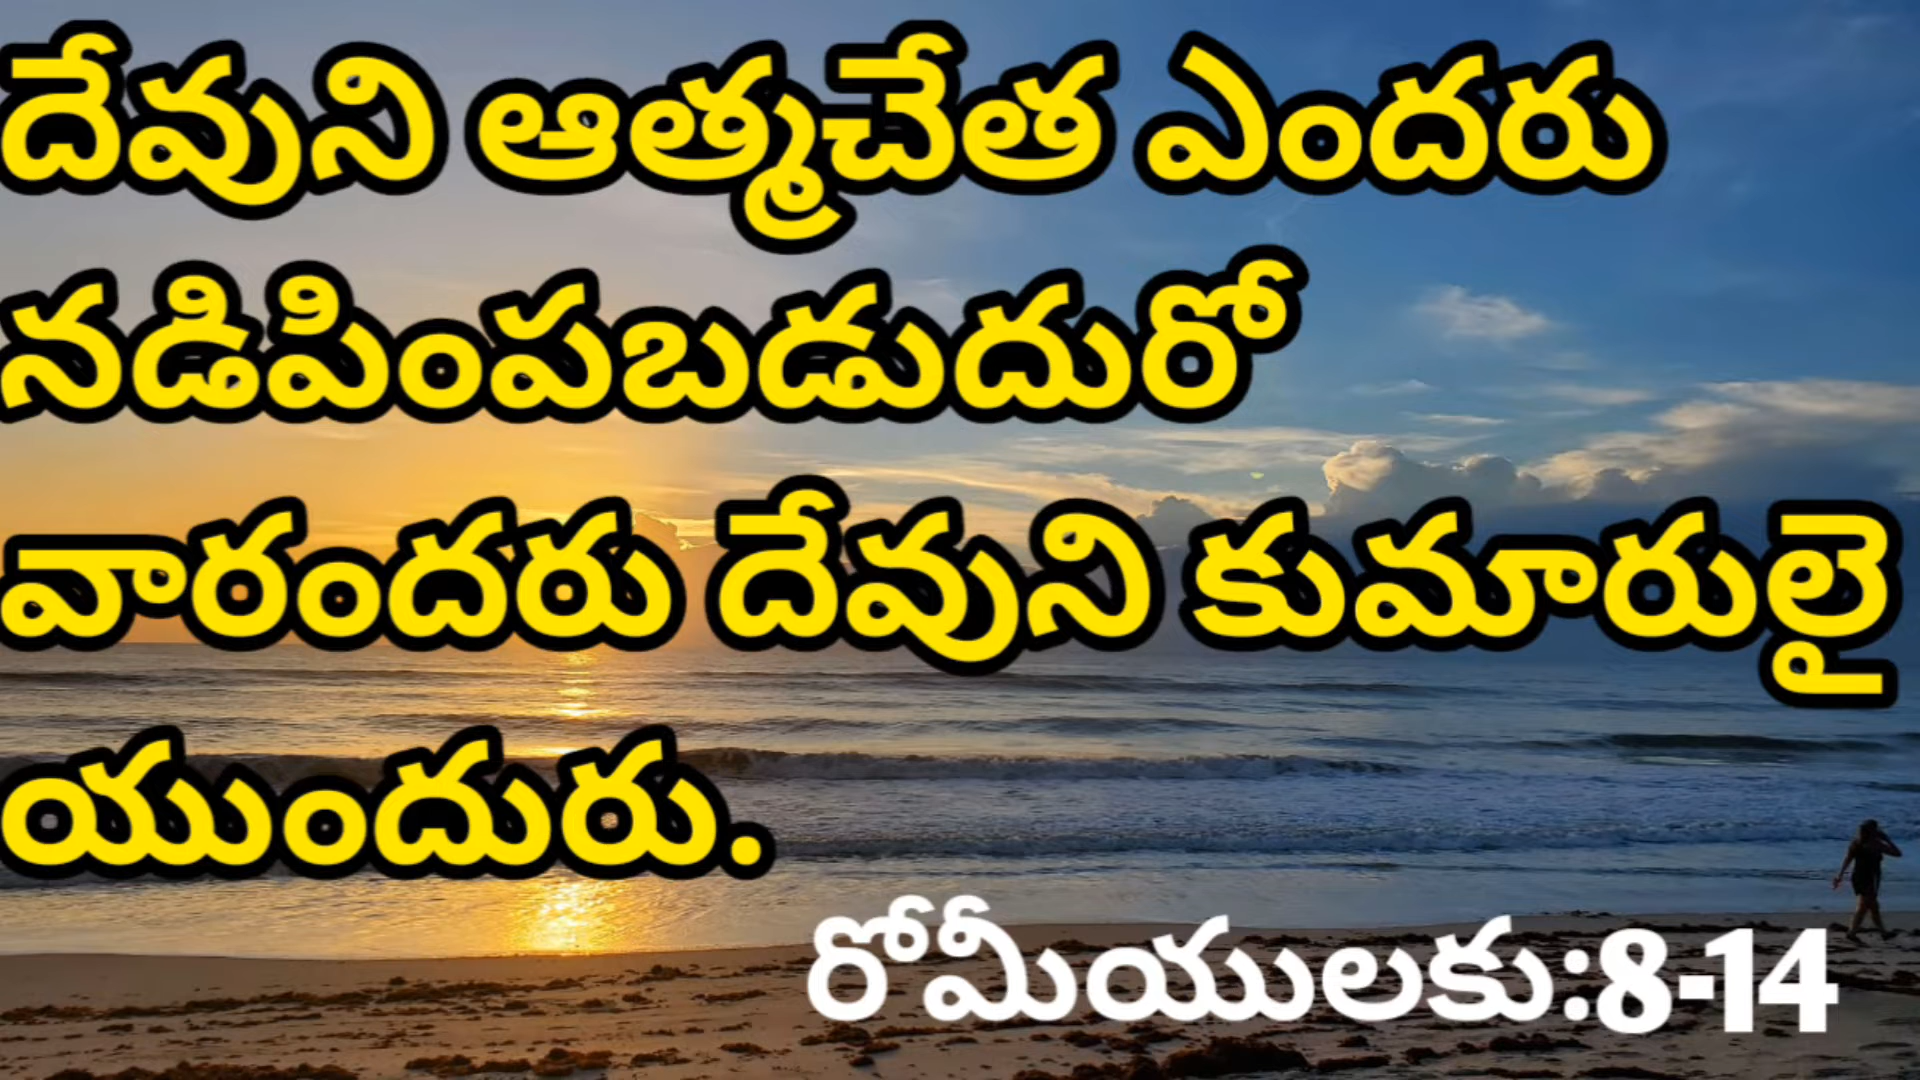 దేవుని ఆత్మచేత ఎందరు
నడిపింపబడుదురో
వారందరు దేవుని కుమారులై
యుందురు.
రోమీయులకు:8-14